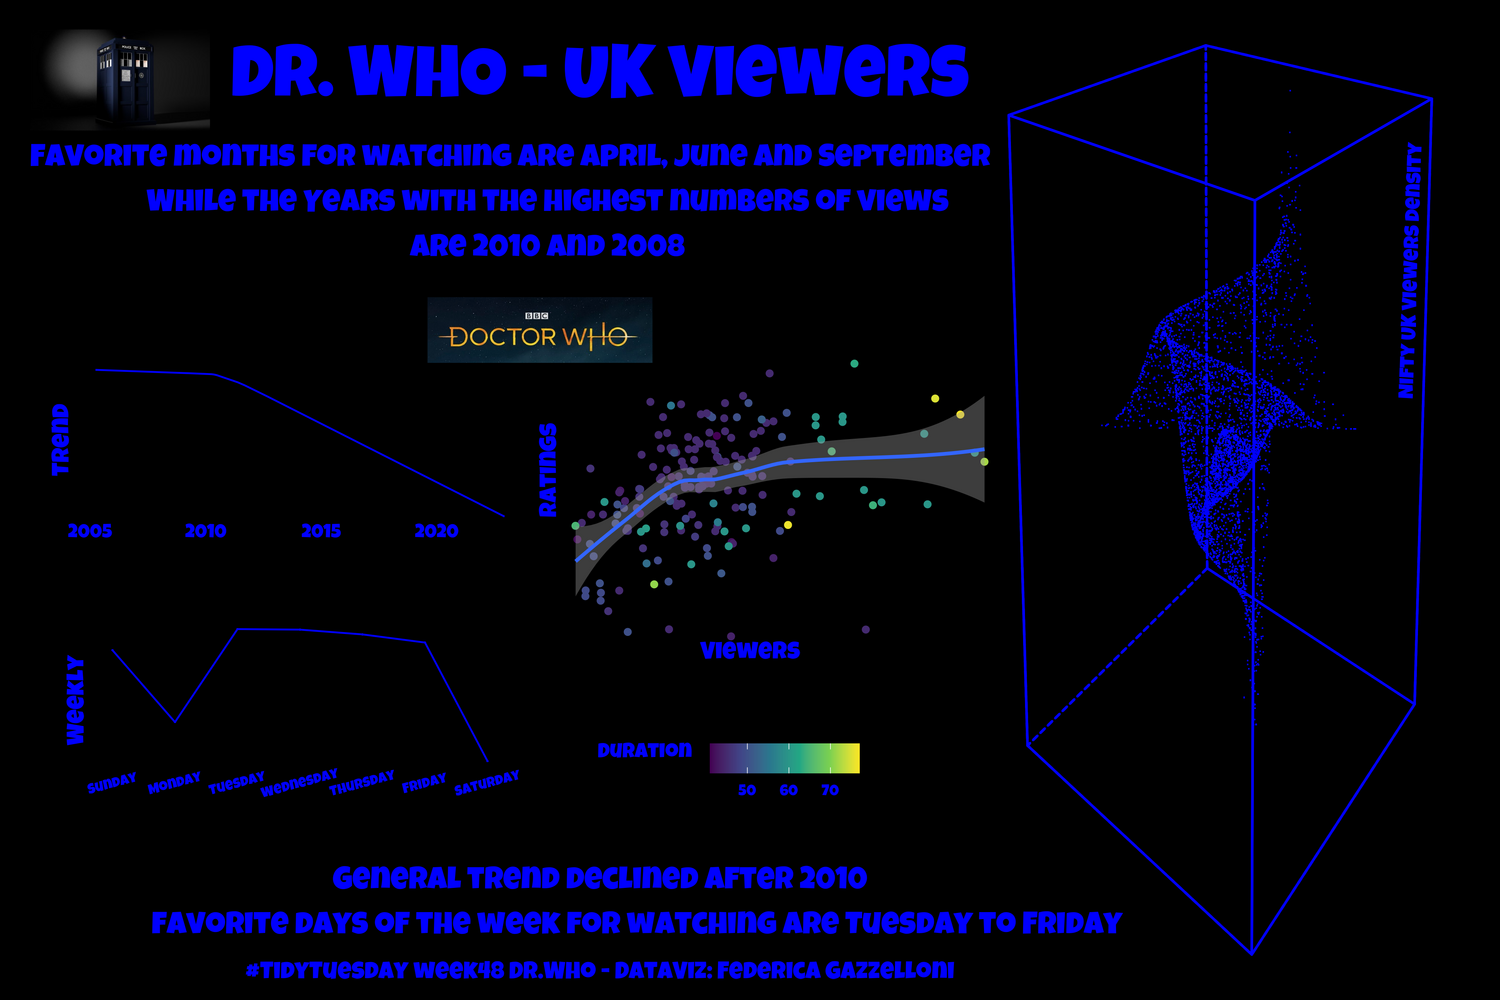 DR. WHO - UK VIEWERS
FAVORITE MONTHS FOR WATCHING ARE APRIL, JUNE AND SEPTEMBER
WHILE THE YEARS WITH THE HIGHEST NUMBERS OF VIEWS
ARE 2010 AND 2008
BBC
DOCTOR WHO
TREND
2005 2010 2015 2020
RATINGS
VIEWERS
NIFTY UK VIEWERS DENSITY
WEEKLY
SUNDAY MONDAY TUESDAY WEDNESDAY THURSDAY FRIDAY SATURDAY
DURATION
50 60 70
GENERAL TREND DECLINED AFTER 2010
FAVORITE DAYS OF THE WEEK FOR WATCHING ARE TUESDAY TO FRIDAY
#TIDYTUESDAY WEEK48 DR.WHO - DATAVIZ: FEDERICA GAZZELLONI